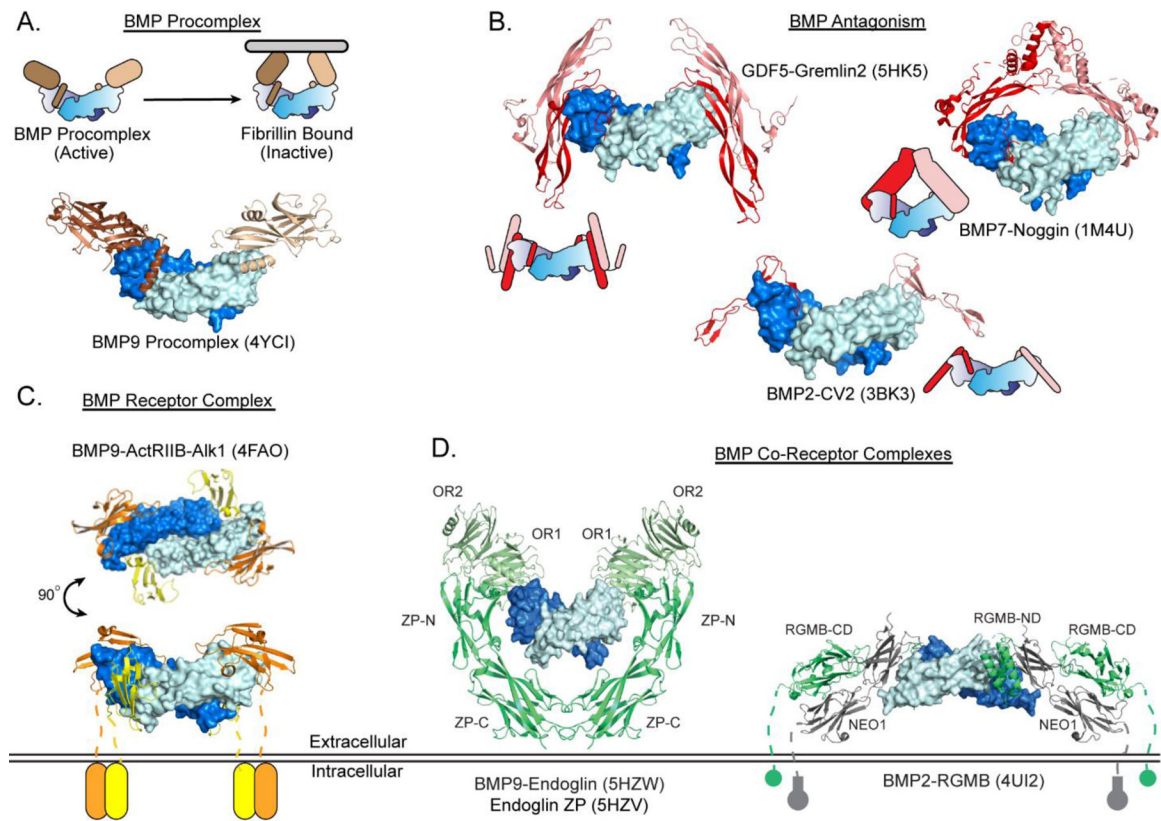 A.
BMP Procomplex
BMP Procomplex
(Active)
Fibrillin Bound
(Inactive)
BMP9 Procomplex (4YCI)
B.
BMP Antagonism
GDF5-Gremlin2 (5HK5)
BMP7-Noggin (1M4U)
BMP2-CV2 (3BK3)
C.
BMP Receptor Complex
BMP9-ActRIIB-Alk1 (4FAO)
90°
Extracellular
Intracellular
D.
BMP Co-Receptor Complexes
OR2
OR2
OR1
OR1
ZP-N
ZP-N
ZP-C
ZP-C
BMP9-Endoglin (5HZW)
Endoglin ZP (5HZV)
RGMB-CD
RGMB-ND
RGMB-CD
NEO1
NEO1
BMP2-RGMB (4UI2)